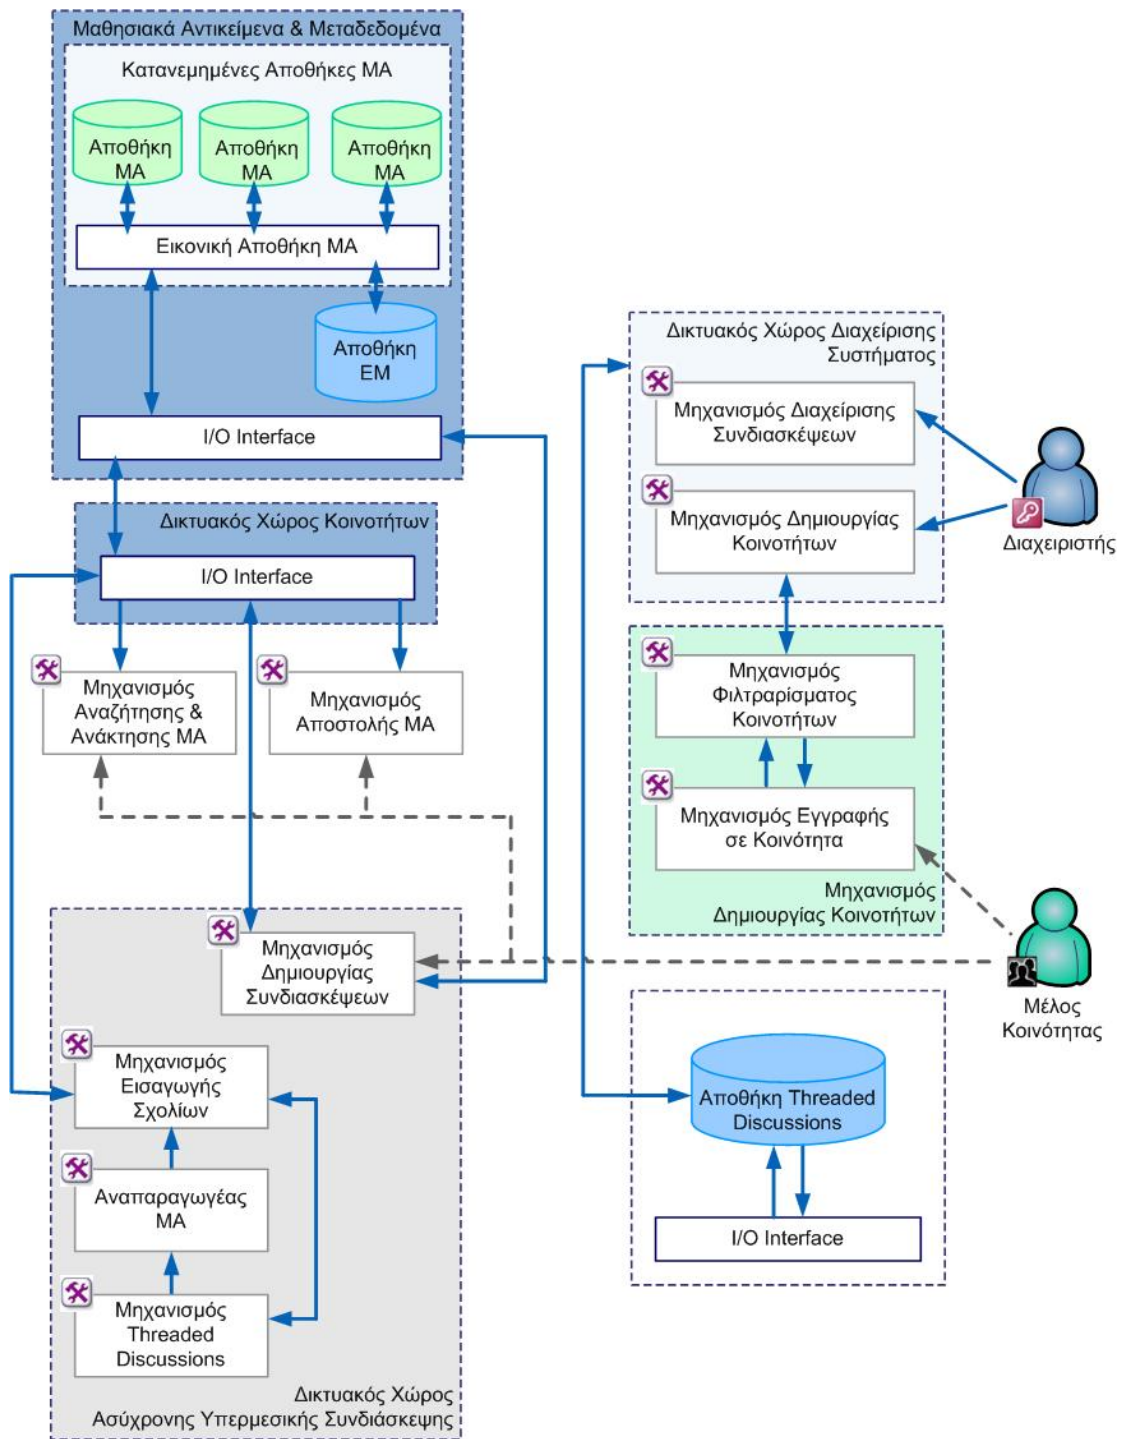 Μαθησιακά Αντικείμενα & Μεταδεδομένα
Κατανεμημένες Αποθήκες ΜΑ
Αποθήκη
ΜΑ
Αποθήκη
ΜΑ
Αποθήκη
ΜΑ
Εικονική Αποθήκη ΜΑ
Αποθήκη
ΕΜ
I/O Interface
Δικτυακός Χώρος Κοινοτήτων
I/O Interface
Μηχανισμός
Αναζήτησης &
Ανάκτησης ΜΑ
Μηχανισμός
Αποστολής ΜΑ
Μηχανισμός
Δημιουργίας
Συνδιασκέψεων
Μηχανισμός
Εισαγωγής
Σχολίων
Αναπαραγωγέας
ΜΑ
Μηχανισμός
Threaded
Discussions
Δικτυακός Χώρος
Ασύχρονης Υπερμεσικής Συνδιάσκεψης
Δικτυακός Χώρος Διαχείρισης
Συστήματος
Μηχανισμός Διαχείρισης
Συνδιασκέψεων
Μηχανισμός Δημιουργίας
Κοινοτήτων
Διαχειριστής
Μηχανισμός
Φιλτραρίσματος
Κοινοτήτων
Μηχανισμός Εγγραφής
σε Κοινότητα
Μηχανισμός
Δημιουργίας Κοινοτήτων
Μέλος
Κοινότητας
Αποθήκη Threaded
Discussions
I/O Interface